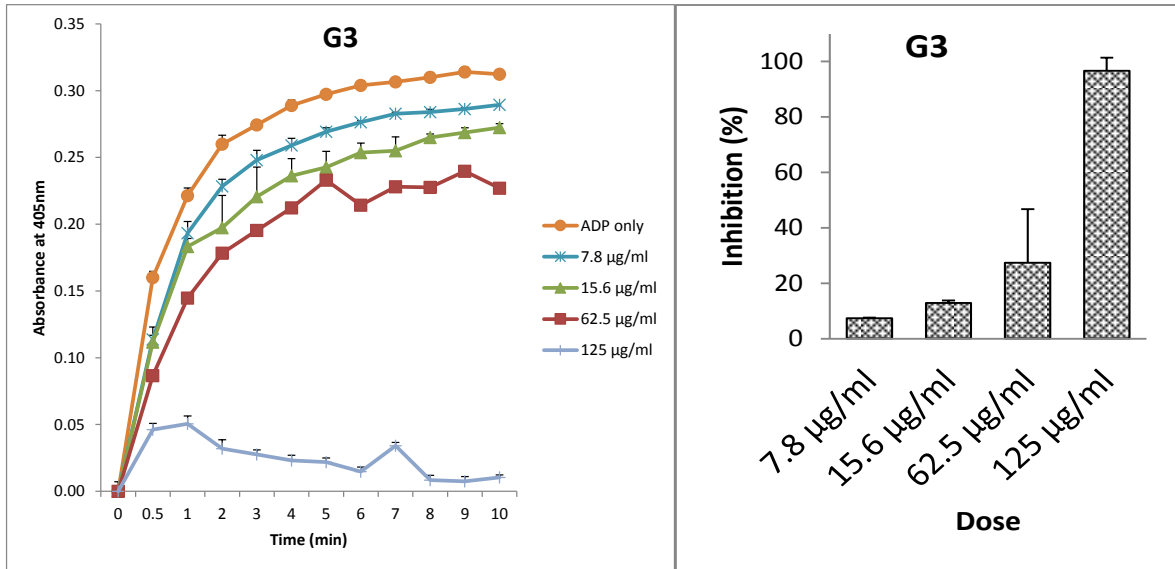 G3
Absorbance at 405nm
0.35
0.30
0.25
0.20
0.15
0.10
0.05
0.00
0 0.5 1 2 3 4 5 6 7 8 9 10
Time (min)
ADP only
7.8 µg/ml
15.6 µg/ml
62.5 µg/ml
125 µg/ml
G3
Inhibition (%)
100
80
60
40
20
0
7.8 µg/ml
15.6 µg/ml
62.5 µg/ml
125 µg/ml
Dose